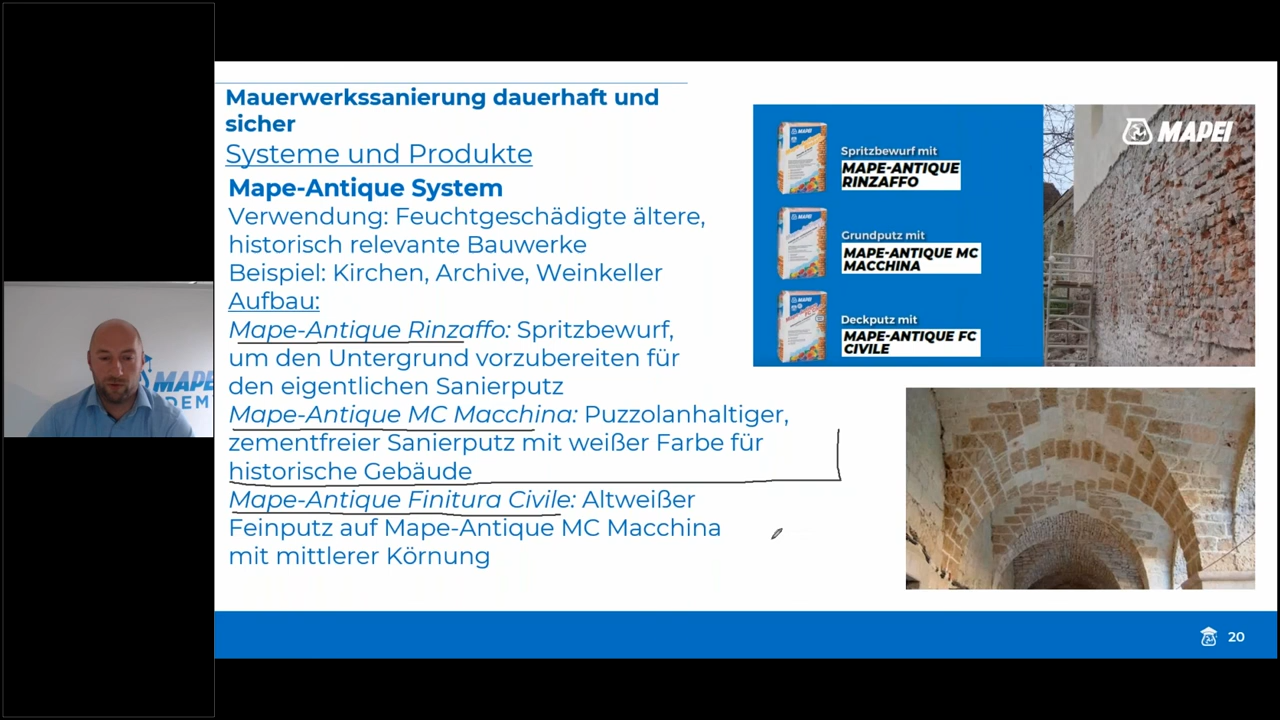 Mauerwerkssanierung dauerhaft und
sicher
Systeme und Produkte
Mape-Antique System
Verwendung: Feuchtgeschädigte ältere,
historisch relevante Bauwerke
Beispiel: Kirchen, Archive, Weinkeller
Aufbau:
Mape-Antique Rinzaffo: Spritzbewurf,
um den Untergrund vorzubereiten für
den eigentlichen Sanierputz
Mape-Antique MC Macchina: Puzzolanhaltiger,
zementfreier Sanierputz mit weißer Farbe für
historische Gebäude
Mape-Antique Finitura Civile: Altweißer
Feinputz auf Mape-Antique MC Macchina
mit mittlerer Körnung
Spritzbewurf mit
MAPE-ANTIQUE
RINZAFFO
Grundputz mit
MAPE-ANTIQUE MC
MACCHINA
Deckputz mit
MAPE-ANTIQUE FC
CIVILE
MAPEI
20